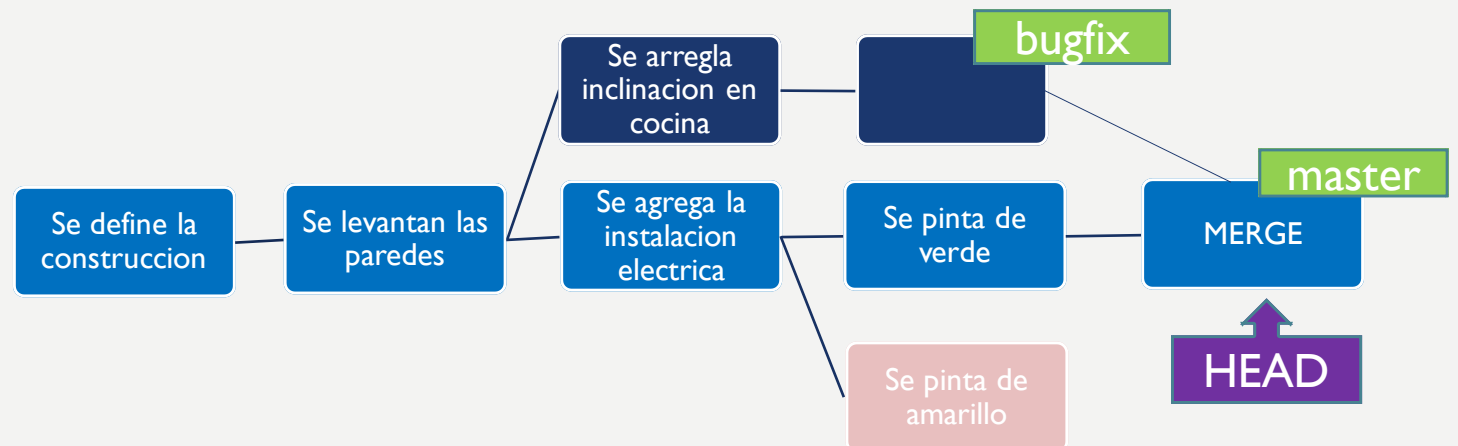 bugfix
Se arregla
inclinacion en
cocina
master
Se define la
construccion
Se levantan las
paredes
Se agrega la
instalacion
electrica
Se pinta de
verde
MERGE
HEAD
Se pinta de
amarillo